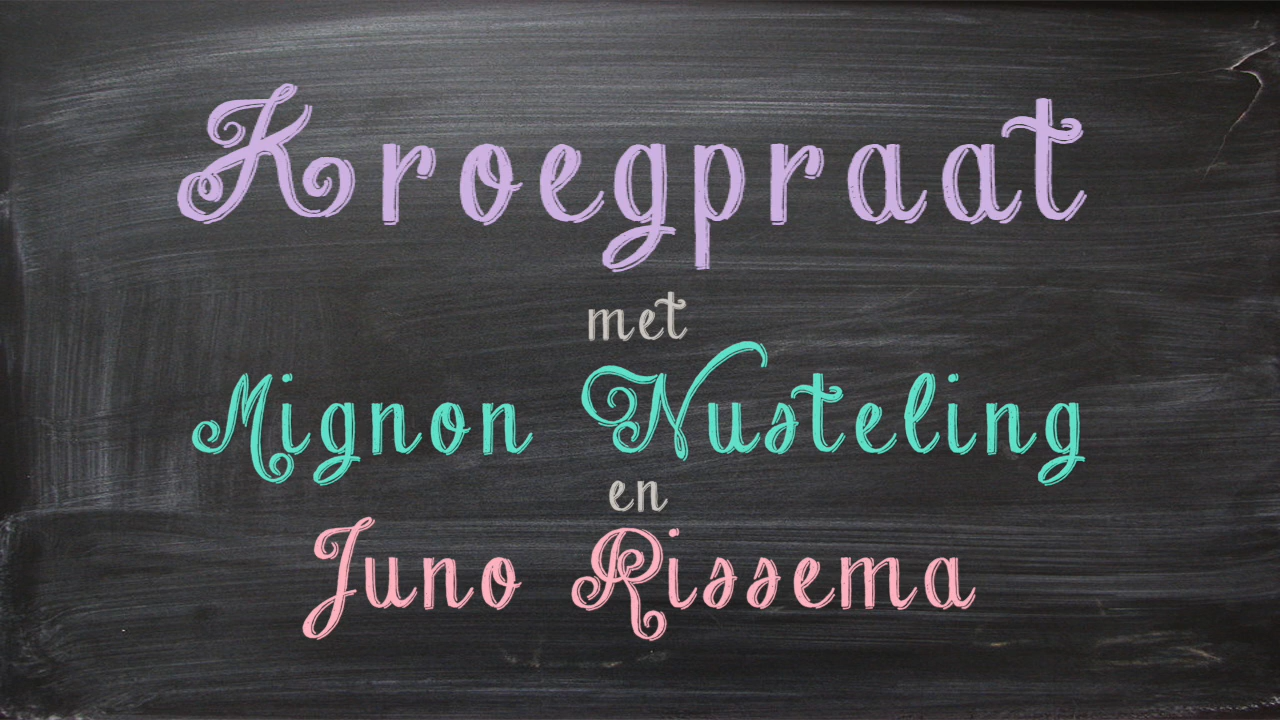 Kroegpraat
met
Mignon Nusteling
en
Juno Rissema